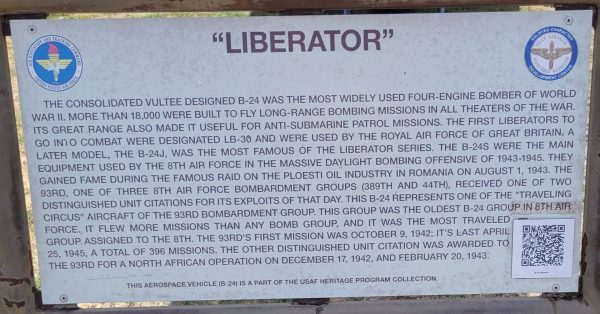 "LIBERATOR"
THE CONSOLIDATED VULTEE DESIGNED B-24 WAS THE MOST WIDELY USED FOUR-ENGINE BOMBER OF WORLD
WAR II. MORE THAN 18,000 WERE BUILT TO FLY LONG-RANGE BOMBING MISSIONS IN ALL THEATERS OF THE WAR.
ITS GREAT RANGE ALSO MADE IT USEFUL FOR ANTI-SUBMARINE PATROL MISSIONS. THE FIRST LIBERATORS TO
GO INTO COMBAT WERE DESIGNATED LB-30 AND WERE USED BY THE ROYAL AIR FORCE OF GREAT BRITAIN. A
LATER MODEL, THE B-24J, WAS THE MOST FAMOUS OF THE LIBERATOR SERIES. THE B-24S WERE THE MAIN
EQUIPMENT USED BY THE 8TH AIR FORCE IN THE MASSIVE DAYLIGHT BOMBING OFFENSIVE OF 1943-1945. THEY
GAINED FAME DURING THE FAMOUS RAID ON THE PLOESTI OIL INDUSTRY IN ROMANIA ON AUGUST 1, 1943. THE
93RD, ONE OF THREE 8TH AIR FORCE BOMBARDMENT GROUPS (389TH AND 44TH), RECEIVED ONE OF TWO
DISTINGUISHED UNIT CITATIONS FOR ITS EXPLOITS OF THAT DAY. THIS B-24 REPRESENTS ONE OF THE "TRAVELLING
CIRCUS" AIRCRAFT OF THE 93RD BOMBARDMENT GROUP. THIS GROUP WAS THE OLDEST B-24 GROUP IN 8TH AIR
FORCE. IT FLEW MORE MISSIONS THAN ANY BOMB GROUP, AND IT WAS THE MOST TRAVELED
GROUP ASSIGNED TO THE 8TH. THE 93RD'S FIRST MISSION WAS OCTOBER 9, 1942; IT'S LAST APRIL
25, 1945, A TOTAL OF 396 MISSIONS. THE OTHER DISTINGUISHED UNIT CITATION WAS AWARDED TO
THE 93RD FOR A NORTH AFRICAN OPERATION ON DECEMBER 17, 1942, AND FEBRUARY 20, 1943.
THIS AEROSPACE VEHICLE (B-24) IS A PART OF THE USAF HERITAGE PROGRAM COLLECTION.
ENLISTED CHARACTER
DEVELOPMENT CENTER